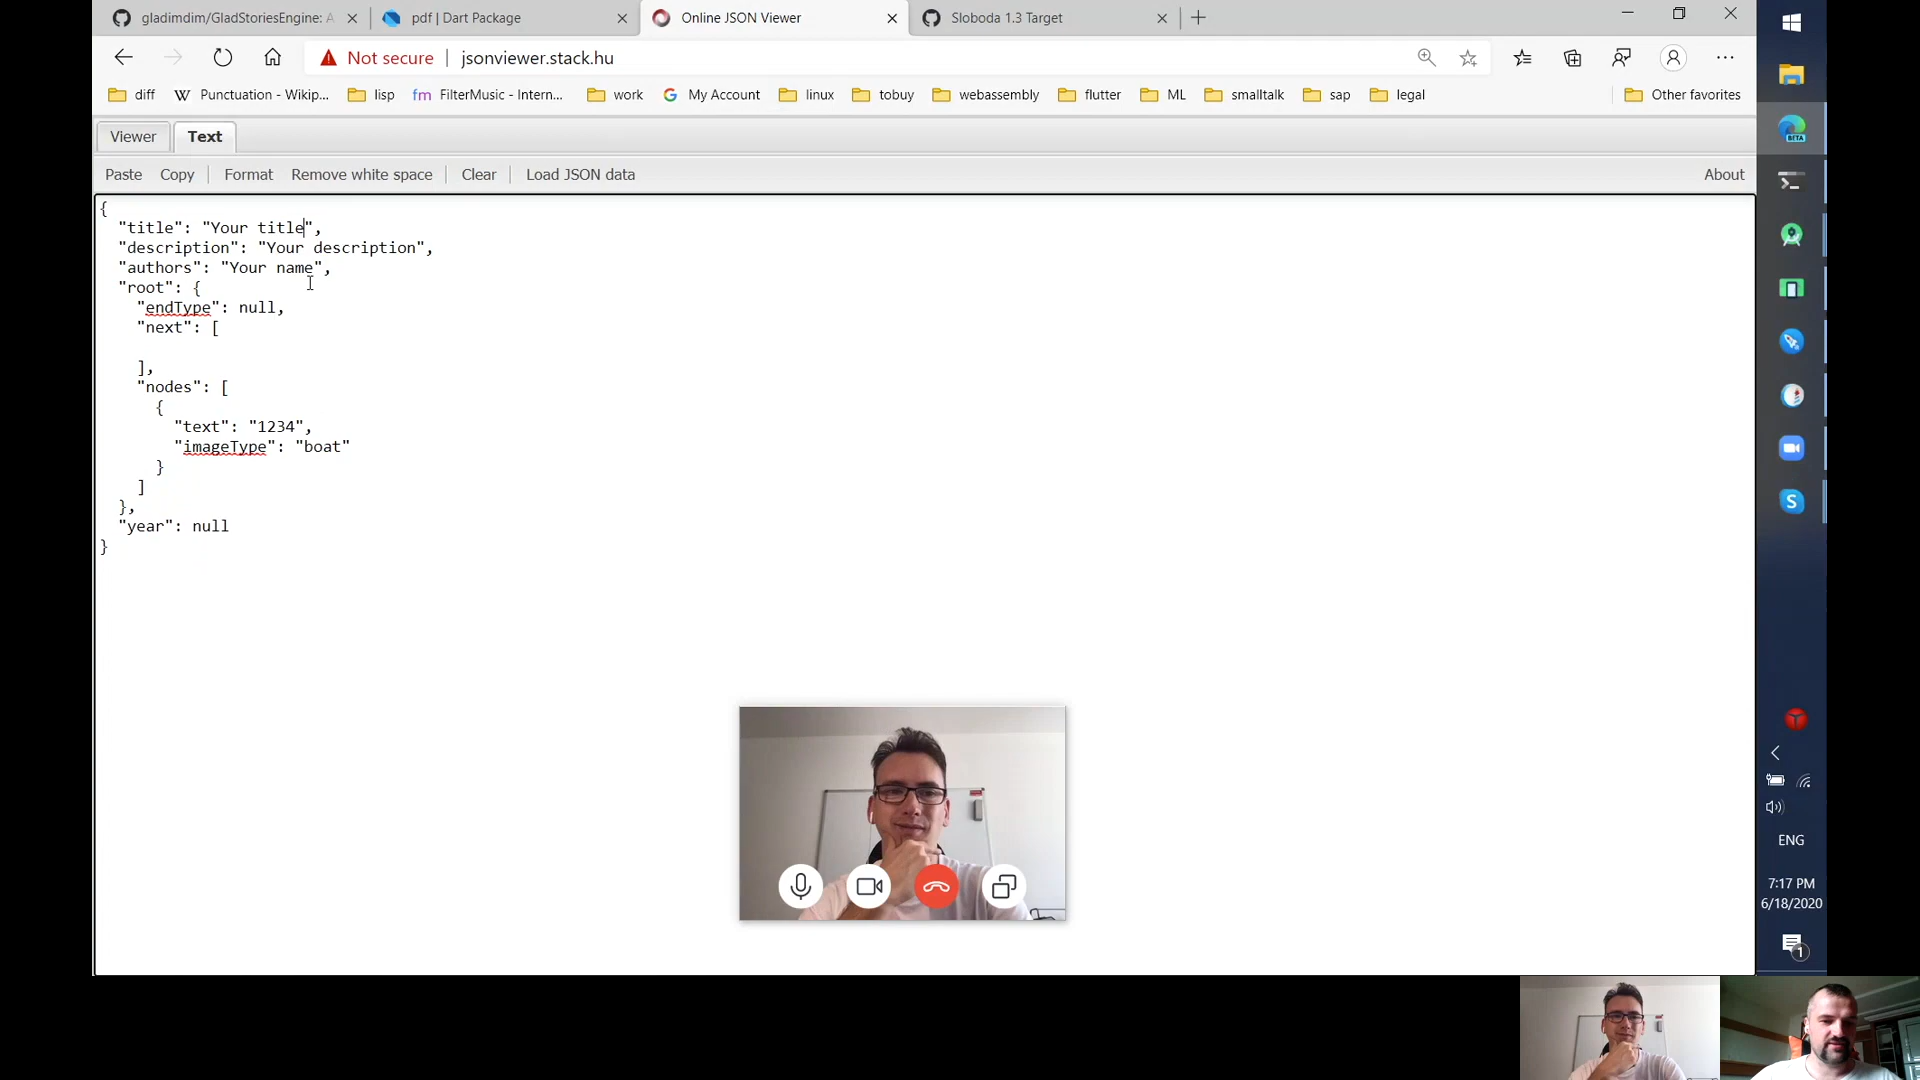 gladimdim/GladStoriesEngine: A
pdf | Dart Package
Online JSON Viewer
Sloboda 1.3 Target
Not secure
jsonviewer.stack.hu
diff
W
Punctuation - Wikip...
lisp
fm
FilterMusic - Intern...
work
G
My Account
linux
tobuy
webassembly
flutter
ML
smalltalk
sap
legal
Other favorites
BETA
Viewer
Text
Paste
Copy
Format
Remove white space
Clear
Load JSON data
About
{
"title": "Your title",
"description": "Your description",
"authors": "Your name",
"root": {
"endType": null,
"next": [
],
"nodes": [
{
"text": "1234",
"imageType": "boat"
}
]
},
"year": null
}
S
ENG
7:17 PM
6/18/2020
1